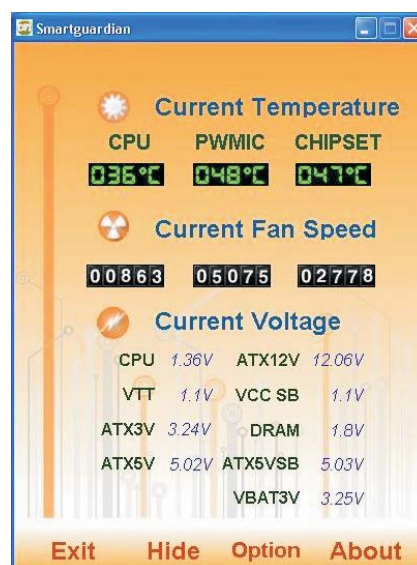 Smartguardian
Current Temperature
CPU PWMIC CHIPSET
036°C 048°C 047°C
Current Fan Speed
00863 05075 02778
Current Voltage
CPU 1.36V ATX12V 12.06V
VTT 1.1V VCC SB 1.1V
ATX3V 3.24V DRAM 1.8V
ATX5V 5.02V ATX5VSB 5.03V
VBAT3V 3.25V
Exit Hide Option About